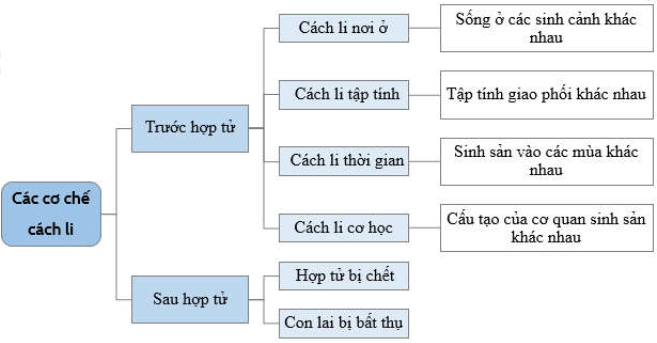 Cách li nơi ở
Sống ở các sinh cảnh khác
nhau
Cách li tập tính
Tập tính giao phối khác nhau
Trước hợp tử
Cách li thời gian
Sinh sản vào các mùa khác
nhau
Các cơ chế
cách li
Cách li cơ học
Cấu tạo của cơ quan sinh sản
khác nhau
Sau hợp tử
Hợp tử bị chết
Con lai bị bất thụ